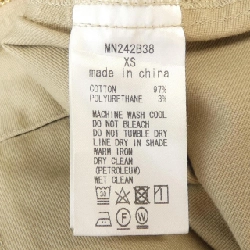 MN242B38
XS
made in china
COTTON 97%
POLYURETHANE 3%
MACHINE WASH COOL
DO NOT BLEACH
DO NOT TUMBLE DRY
LINE DRY IN SHADE
WARM IRON
DRY CLEAN
(PETROLEUM)
WET CLEAN